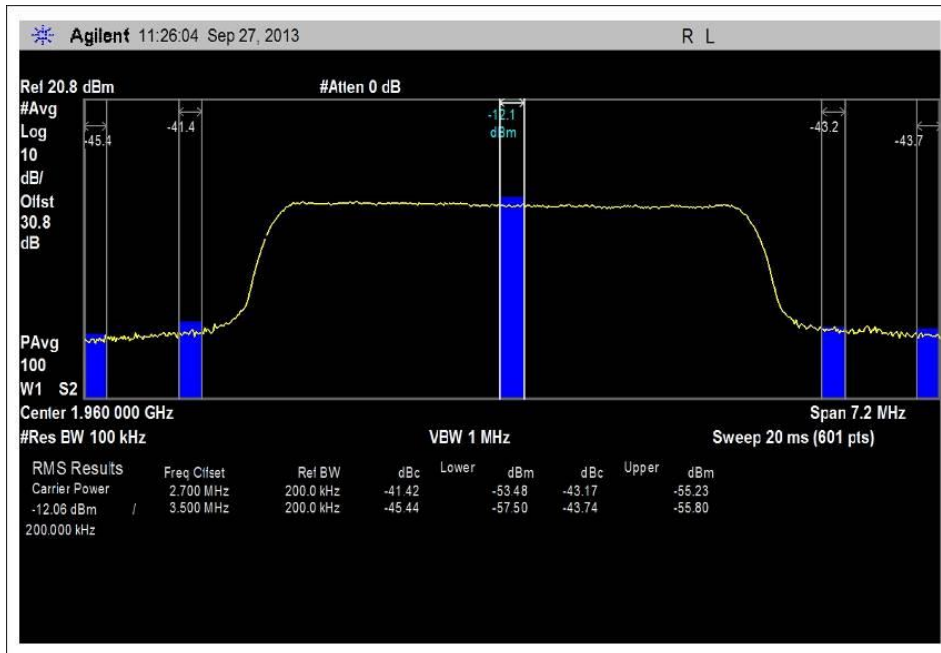 Agilent 11:26:04 Sep 27, 2013 R L
Ref 20.8 dBm #Atten 0 dB
#Avg
Log
10
dB/
Offst
30.8
dB
-45.4
-41.4
-12.1
dBm
-43.2
-43.7
PAvg
100
W1 S2
Center 1.960 000 GHz Span 7.2 MHz
#Res BW 100 kHz VBW 1 MHz Sweep 20 ms (601 pts)
RMS Results Freq Offset Ref BW dBc Lower dBm dBc Upper dBm
Carrier Power 2.700 MHz 200.0 kHz -41.42 -53.48 -43.17 -55.23
-12.06 dBm / 3.500 MHz 200.0 kHz -45.44 -57.50 -43.74 -55.80
200.000 kHz